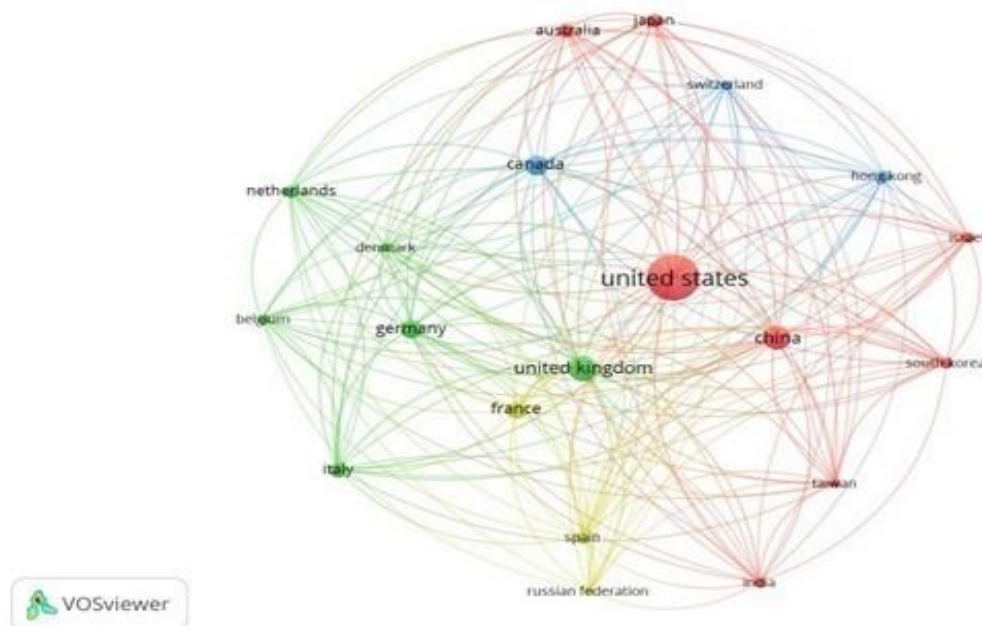 japan
australia
switzerland
canada
hong kong
netherlands
israel
denmark
united states
belgium
germany
china
south korea
united kingdom
france
italy
taiwan
spain
india
russian federation
VOSviewer